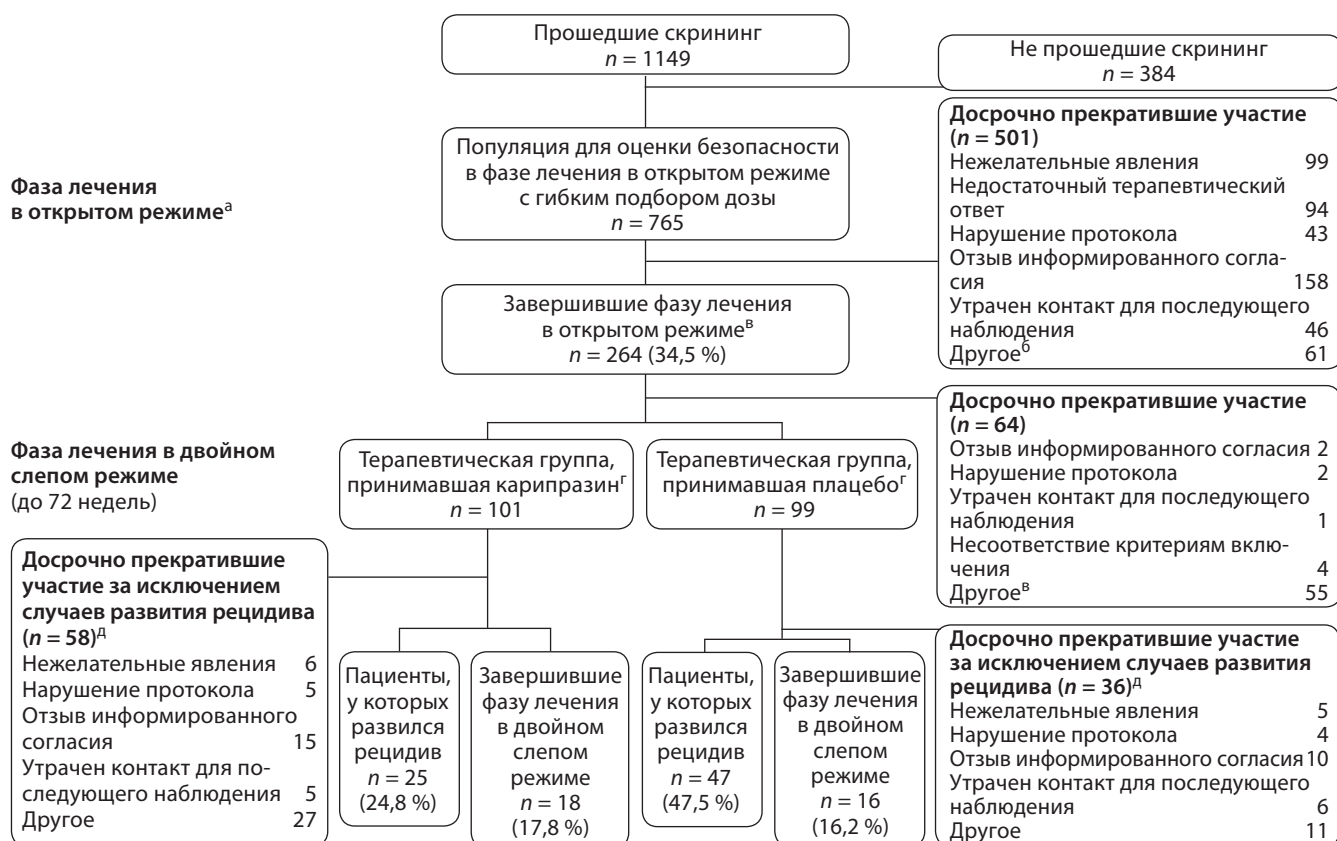 Прошедшие скрининг
n = 1149
Не прошедшие скрининг
n = 384
Фаза лечения
в открытом режимеᵃ
Популяция для оценки безопасности
в фазе лечения в открытом режиме
с гибким подбором дозы
n = 765
Досрочно прекратившие участие
(n = 501)
Нежелательные явления 99
Недостаточный терапевтический
ответ 94
Нарушение протокола 43
Отзыв информированного согла-
сия 158
Утрачен контакт для последующего
наблюдения 46
Другоеб 61
Завершившие фазу лечения
в открытом режимев
n = 264 (34,5 %)
Досрочно прекратившие участие
(n = 64)
Отзыв информированного согласия 2
Нарушение протокола 2
Утрачен контакт для последующего
наблюдения 1
Несоответствие критериям вклю-
чения 4
Другоев 55
Фаза лечения в двойном
слепом режиме
(до 72 недель)
Терапевтическая группа,
принимавшая карипразинг
n = 101
Терапевтическая группа,
принимавшая плацебог
n = 99
Досрочно прекратившие
участие за исключением
случаев развития рецидива
(n = 58)д
Нежелательные явления 6
Нарушение протокола 5
Отзыв информированного
согласия 15
Утрачен контакт для по-
следующего наблюдения 5
Другое 27
Пациенты,
у которых
развился
рецидив
n = 25
(24,8 %)
Завершившие
фазу лечения
в двойном
слепом
режиме
n = 18
(17,8 %)
Пациенты,
у которых
развился
рецидив
n = 47
(47,5 %)
Завершившие
фазу лечения
в двойном
слепом
режиме
n = 16
(16,2 %)
Досрочно прекратившие участие
за исключением случаев развития
рецидива (n = 36)д
Нежелательные явления 5
Нарушение протокола 4
Отзыв информированного согласия 10
Утрачен контакт для последующего
наблюдения 6
Другое 11